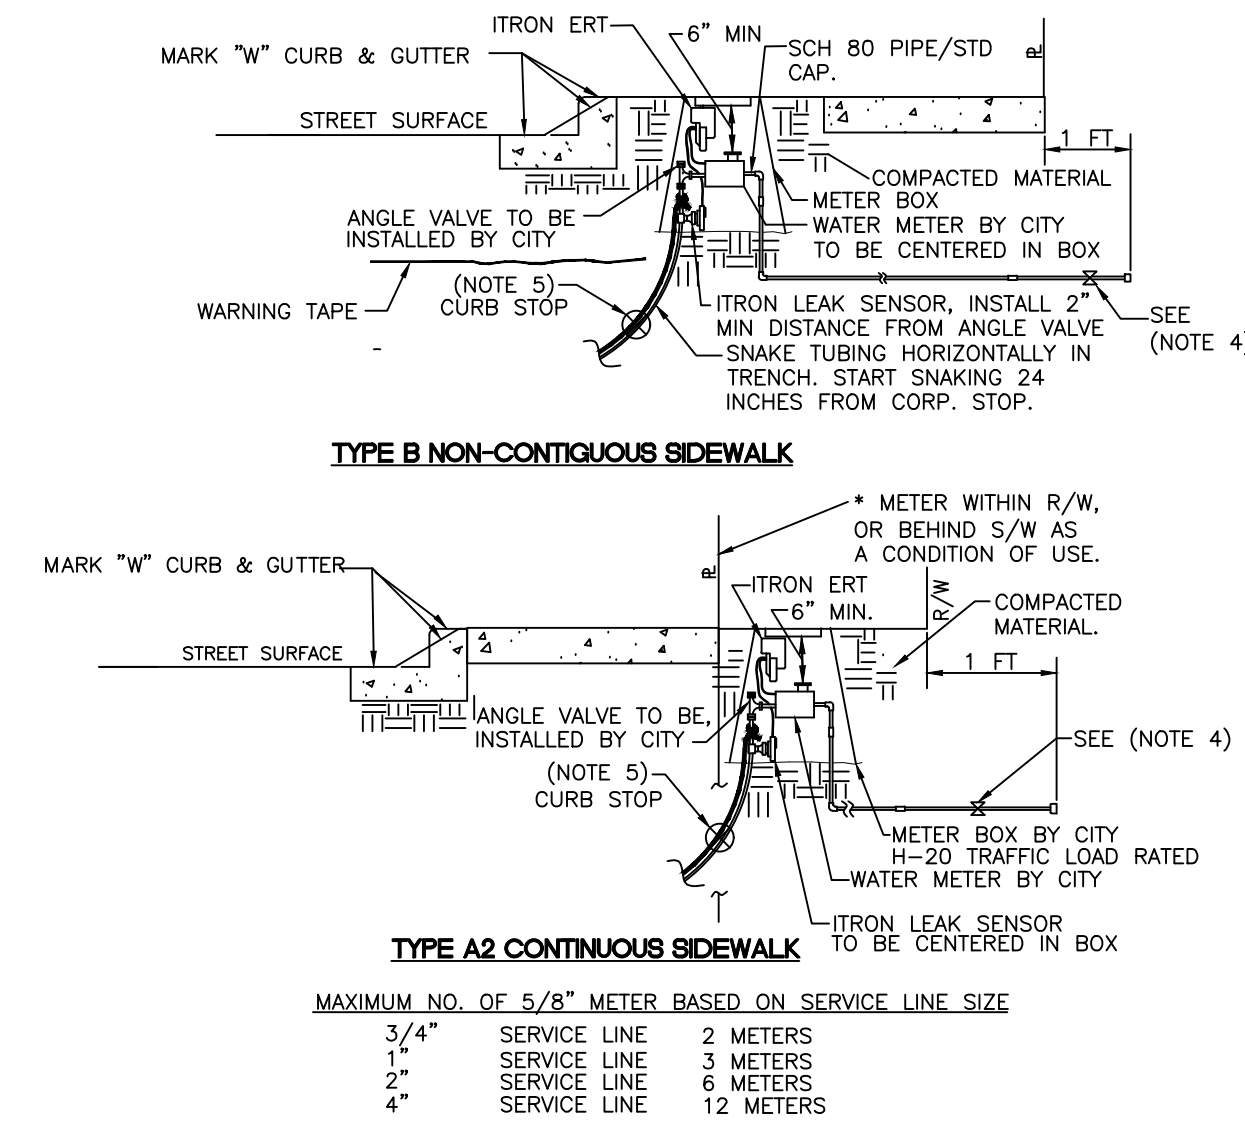 ITRON ERT
6" MIN
MARK "W" CURB & GUTTER
SCH 80 PIPE/STD
CAP.
PL
STREET SURFACE
1 FT
COMPACTED MATERIAL
METER BOX
ANGLE VALVE TO BE
INSTALLED BY CITY
WATER METER BY CITY
TO BE CENTERED IN BOX
(NOTE 5)
CURB STOP
WARNING TAPE
ITRON LEAK SENSOR, INSTALL 2"
MIN DISTANCE FROM ANGLE VALVE
SEE
(NOTE 4)
SNAKE TUBING HORIZONTALLY IN
TRENCH. START SNAKING 24
INCHES FROM CORP. STOP.
TYPE B NON-CONTIGUOUS SIDEWALK
* METER WITHIN R/W,
OR BEHIND S/W AS
A CONDITION OF USE.
MARK "W" CURB & GUTTER
PL
ITRON ERT
6" MIN.
R/W
COMPACTED
MATERIAL.
STREET SURFACE
1 FT
ANGLE VALVE TO BE,
INSTALLED BY CITY
SEE (NOTE 4)
(NOTE 5)
CURB STOP
METER BOX BY CITY
H-20 TRAFFIC LOAD RATED
WATER METER BY CITY
ITRON LEAK SENSOR
TO BE CENTERED IN BOX
TYPE A2 CONTINUOUS SIDEWALK
MAXIMUM NO. OF 5/8" METER BASED ON SERVICE LINE SIZE
3/4" SERVICE LINE 2 METERS
1" SERVICE LINE 3 METERS
2" SERVICE LINE 6 METERS
4" SERVICE LINE 12 METERS